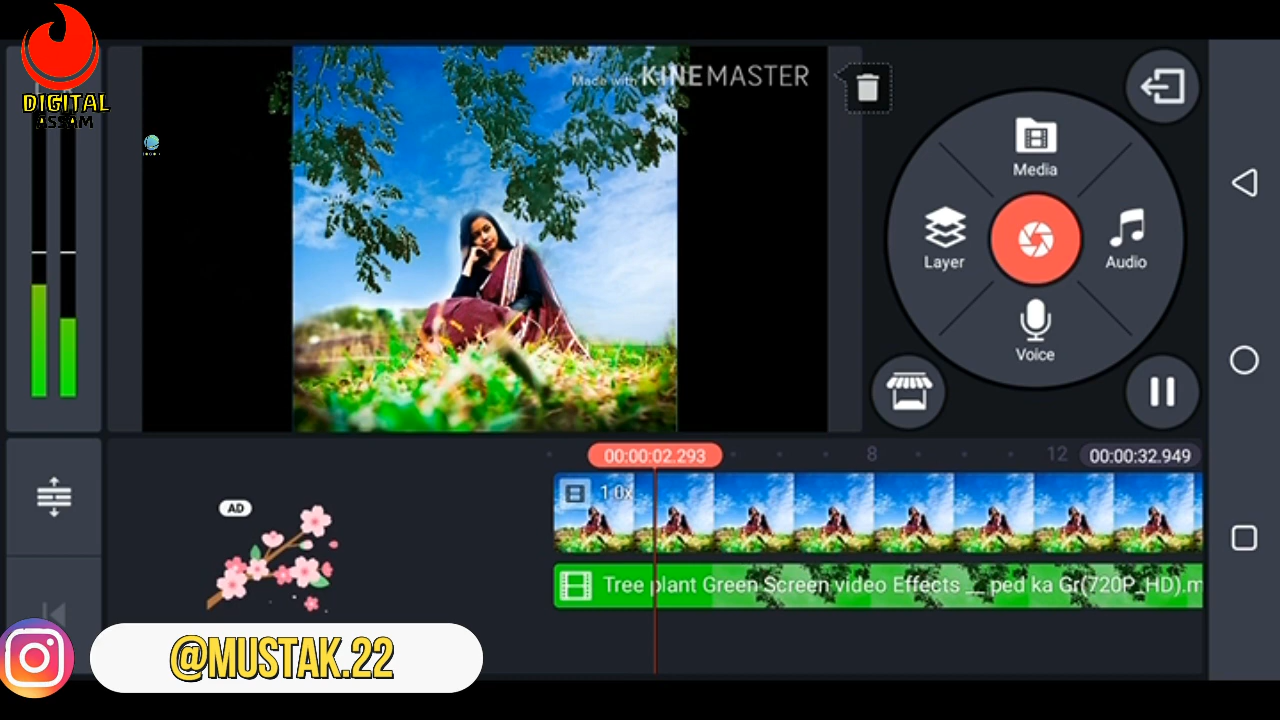 DIGITAL
ASSAM
Made with KINEMASTER
Media
Layer
Audio
Voice
00:00:02.293
8
12
00:00:32.949
1.0x
AD
Tree plant Green Screen video Effects __ ped ka Gr(720P_HD).m
@MUSTAK.22